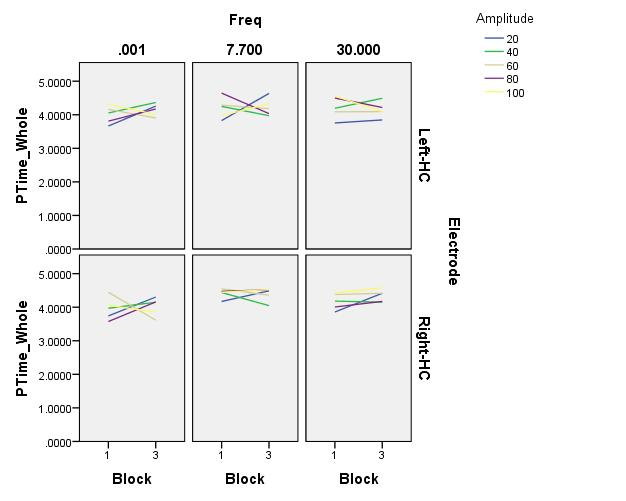 Freq
.001 7.700 30.000
Amplitude
20
40
60
80
100
PTime_Whole
5.0000
4.0000
3.0000
2.0000
1.0000
.0000
Left-HC
Electrode
PTime_Whole
5.0000
4.0000
3.0000
2.0000
1.0000
.0000
Right-HC
1 3 1 3 1 3
Block Block Block